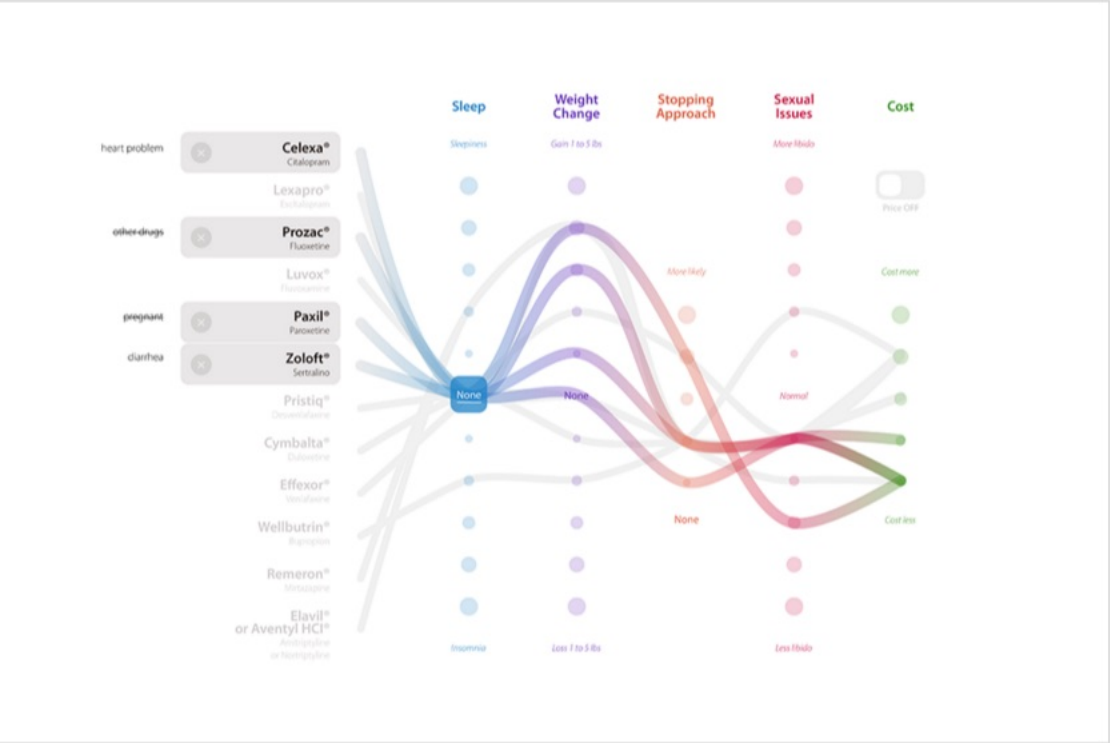 Sleep
Weight
Change
Stopping
Approach
Sexual
Issues
Cost
Sleepiness
Gain 1 to 5 lbs
More libido
heart problem
Celexa®
Citalopram
Lexapro®
Escitalopram
Price OFF
other drugs
Prozac®
Fluoxetine
Luvox®
Fluvoxamine
More likely
Cost more
pregnant
Paxil®
Paroxetine
diarrhea
Zoloft®
Sertralino
None
None
Normal
Pristiq®
Desvenlafaxine
Cymbalta®
Duloxetine
Effexor®
Venlafaxine
None
Cost less
Wellbutrin®
Bupropion
Remeron®
Mirtazapine
Elavil®
or Aventyl HCI®
Amitriptyline
or Nortriptyline
Insomnia
Loss 1 to 5 lbs
Less libido